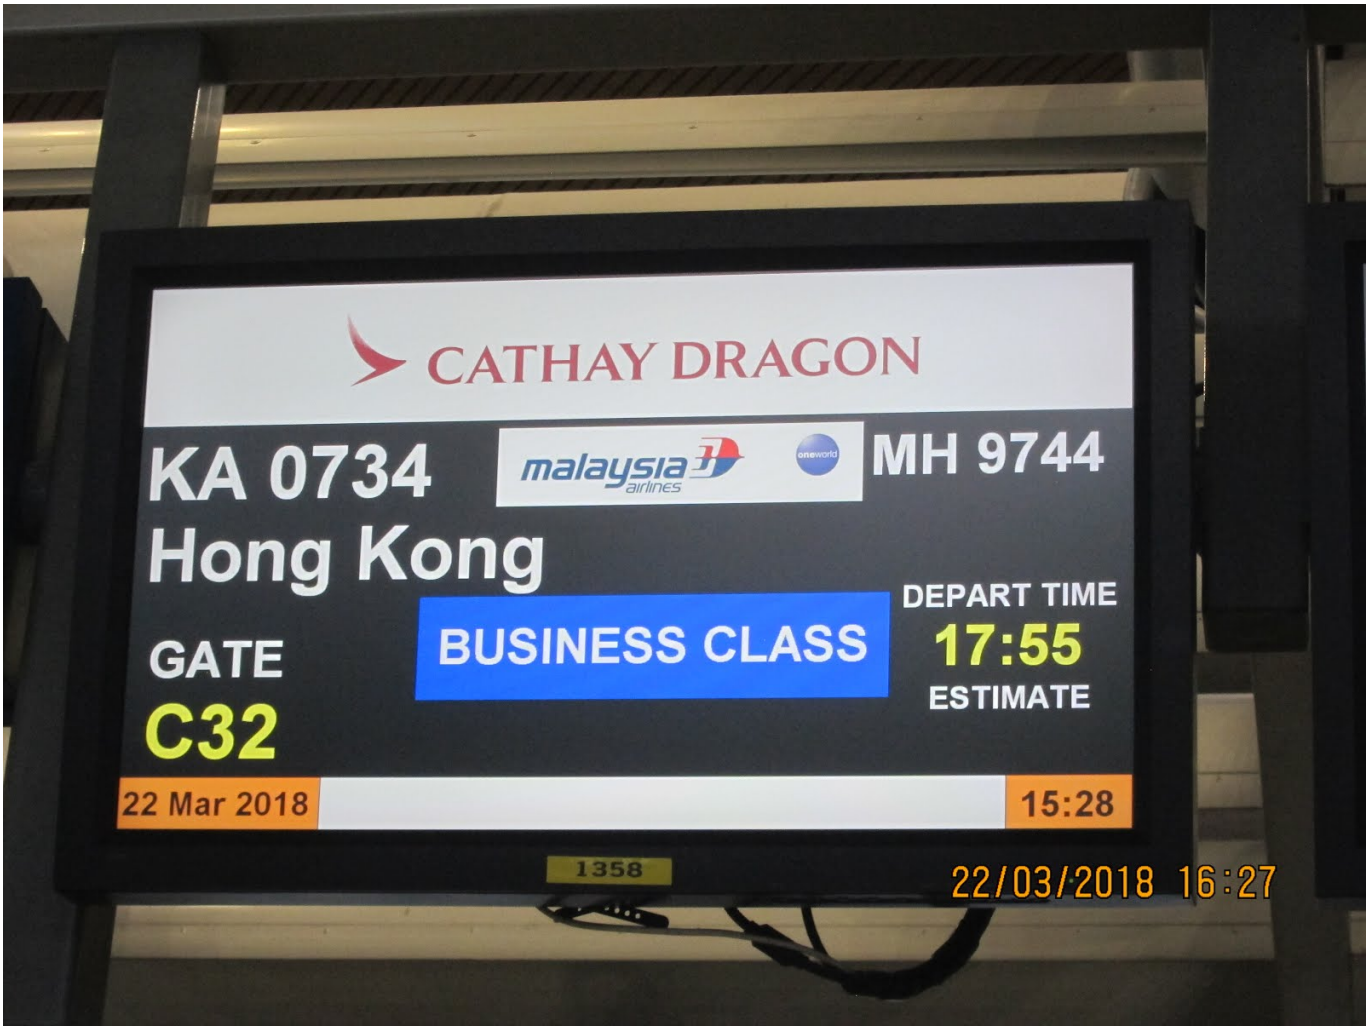 CATHAY DRAGON
KA 0734
malaysia
airlines
oneworld
MH 9744
Hong Kong
DEPART TIME
17:55
ESTIMATE
BUSINESS CLASS
GATE
C32
22 Mar 2018
15:28
1358
22/03/2018 16:27